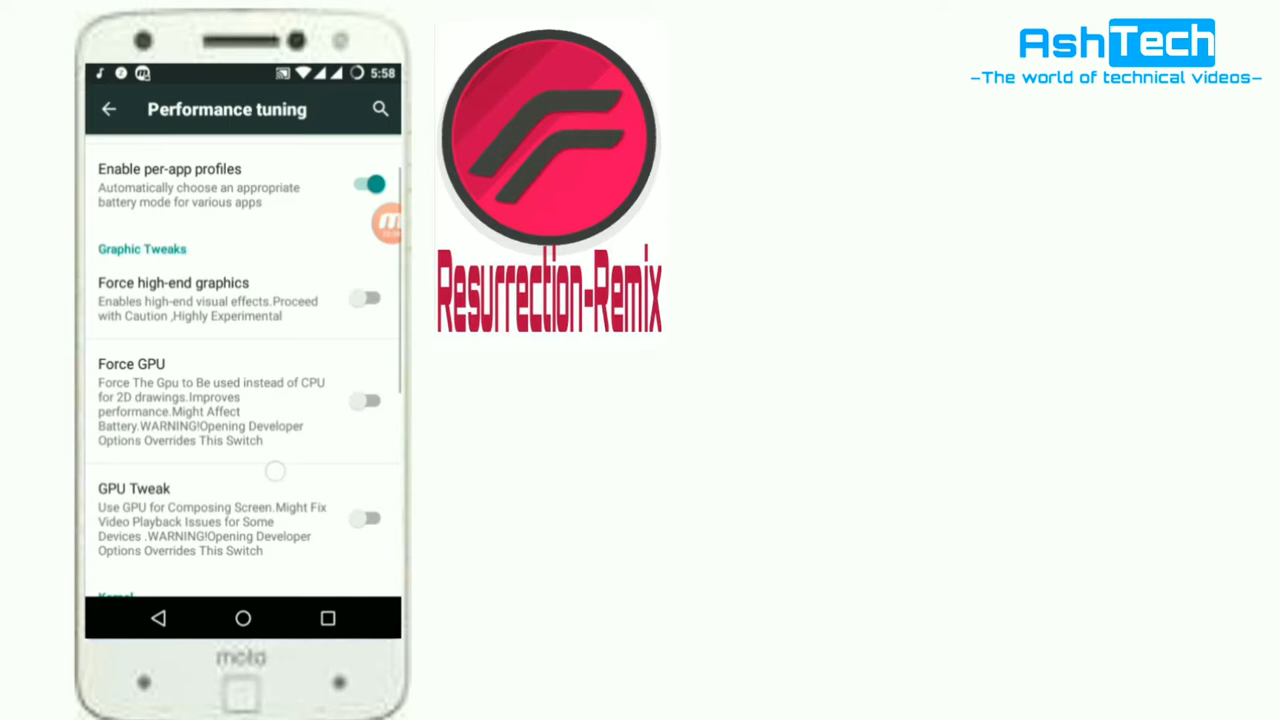 AshTech
-The world of technical videos-
5:58
Performance tuning
Enable per-app profiles
Automatically choose an appropriate
battery mode for various apps
Graphic Tweaks
Force high-end graphics
Enables high-end visual effects.Proceed
with Caution ,Highly Experimental
Force GPU
Force The Gpu to Be used instead of CPU
for 2D drawings.Improves
performance.Might Affect
Battery.WARNING!Opening Developer
Options Overrides This Switch
GPU Tweak
Use GPU for Composing Screen.Might Fix
Video Playback Issues for Some
Devices .WARNING!Opening Developer
Options Overrides This Switch
Kernel
moto
Resurrection-Remix